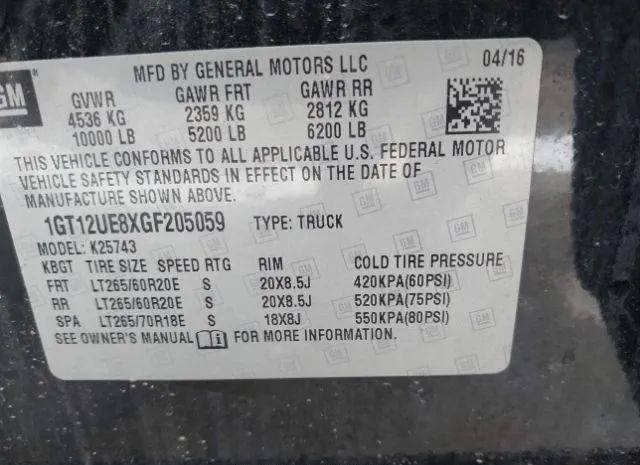 GM
MFD BY GENERAL MOTORS LLC 04/16
GVWR GAWR FRT GAWR RR
4536 KG 2359 KG 2812 KG
10000 LB 5200 LB 6200 LB
THIS VEHICLE CONFORMS TO ALL APPLICABLE U.S. FEDERAL MOTOR
VEHICLE SAFETY STANDARDS IN EFFECT ON THE DATE OF
MANUFACTURE SHOWN ABOVE.
1GT12UE8XGF205059 TYPE: TRUCK
MODEL: K25743
KBGT TIRE SIZE SPEED RTG RIM COLD TIRE PRESSURE
FRT LT265/60R20E S 20X8.5J 420KPA(60PSI)
RR LT265/60R20E S 20X8.5J 520KPA(75PSI)
SPA LT265/70R18E S 18X8J 550KPA(80PSI)
SEE OWNER'S MANUAL FOR MORE INFORMATION.